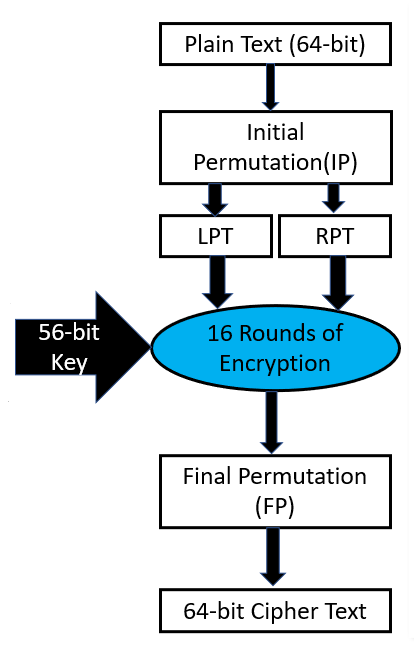 Plain Text (64-bit)
Initial
Permutation(IP)
LPT
RPT
56-bit
Key
16 Rounds of
Encryption
Final Permutation
(FP)
64-bit Cipher Text